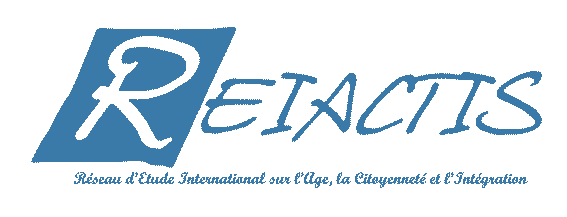 REIACTIS
Réseau d'Etude International sur l'Age, la Citoyenneté et l'Intégration